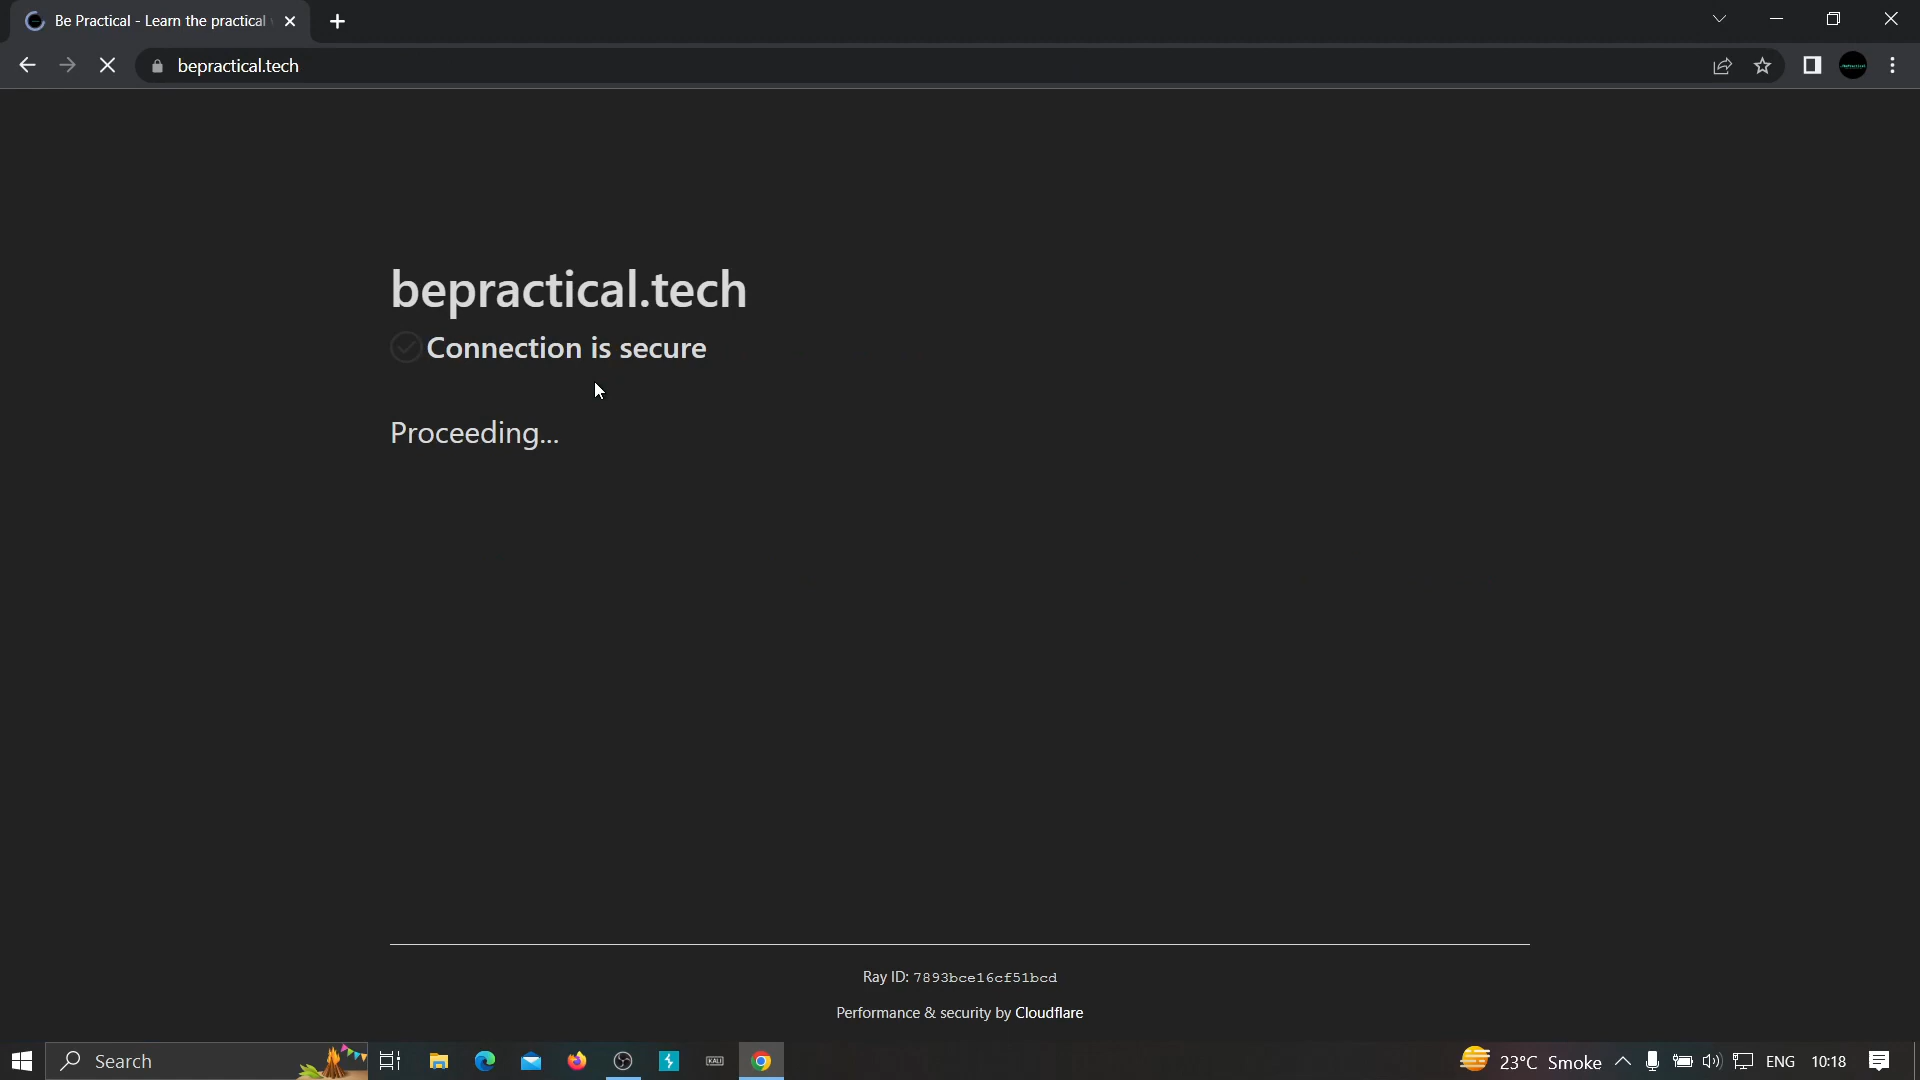 Be Practical - Learn the practical
bepractical.tech
bepractical.tech
Connection is secure
Proceeding...
Ray ID: 7893bce16cf51bcd
Performance & security by Cloudflare
Search
KALI
23°C Smoke
ENG
10:18